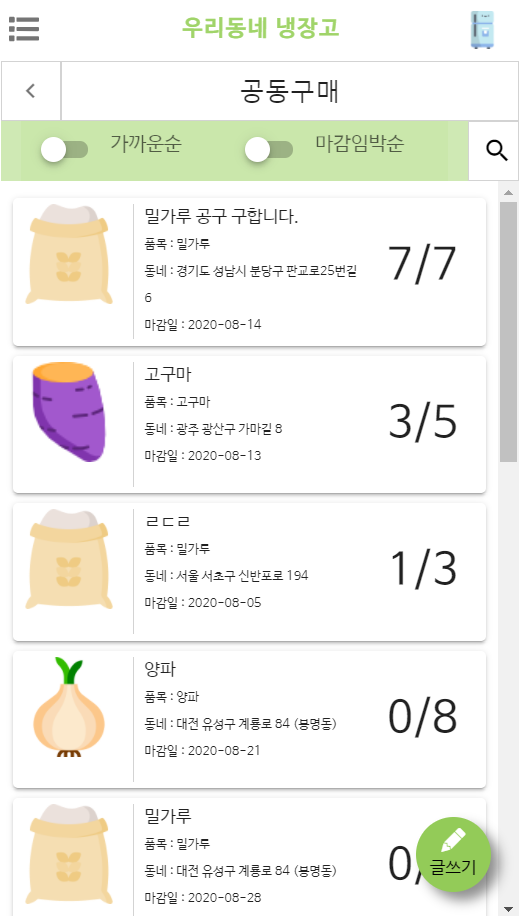 우리동네 냉장고
공동구매
가까운순
마감임박순
밀가루 공구 구합니다.
품목 : 밀가루
동네 : 경기도 성남시 분당구 판교로25번길
6
마감일 : 2020-08-14
7/7
고구마
품목 : 고구마
동네 : 광주 광산구 가마길 8
마감일 : 2020-08-13
3/5
ㄹㄷㄹ
품목 : 밀가루
동네 : 서울 서초구 신반포로 194
마감일 : 2020-08-05
1/3
양파
품목 : 양파
동네 : 대전 유성구 계룡로 84 (봉명동)
마감일 : 2020-08-21
0/8
밀가루
품목 : 밀가루
동네 : 대전 유성구 계룡로 84 (봉명동)
마감일 : 2020-08-28
0/
글쓰기